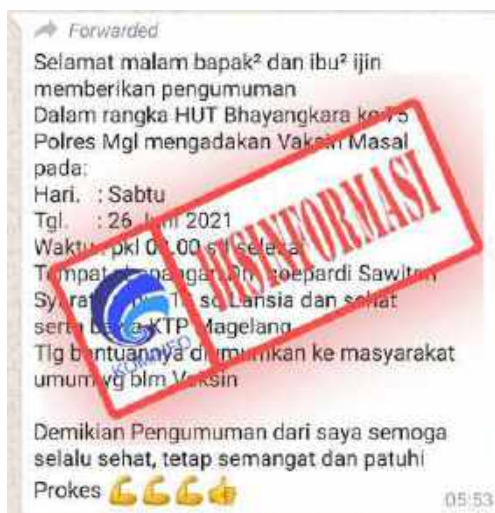 Forwarded
Selamat malam bapak² dan ibu² ijin
memberikan pengumuman
Dalam rangka HUT Bhayangkara ke 75
Polres Mgl mengadakan Vaksin Masal
pada:
Hari. : Sabtu
Tgl. : 26 Juni 2021
Waktu : pkl selesai
Tempat Sawitan
Lansia dan sehat
serta KTP Magelang
Tlg bantuannya diumumkan ke masyarakat
umum yg blm Vaksin
Demikian Pengumuman dari saya semoga
selalu sehat, tetap semangat dan patuhi
Prokes 💪💪💪👍
05:53
DISINFORMASI
KOMINFO